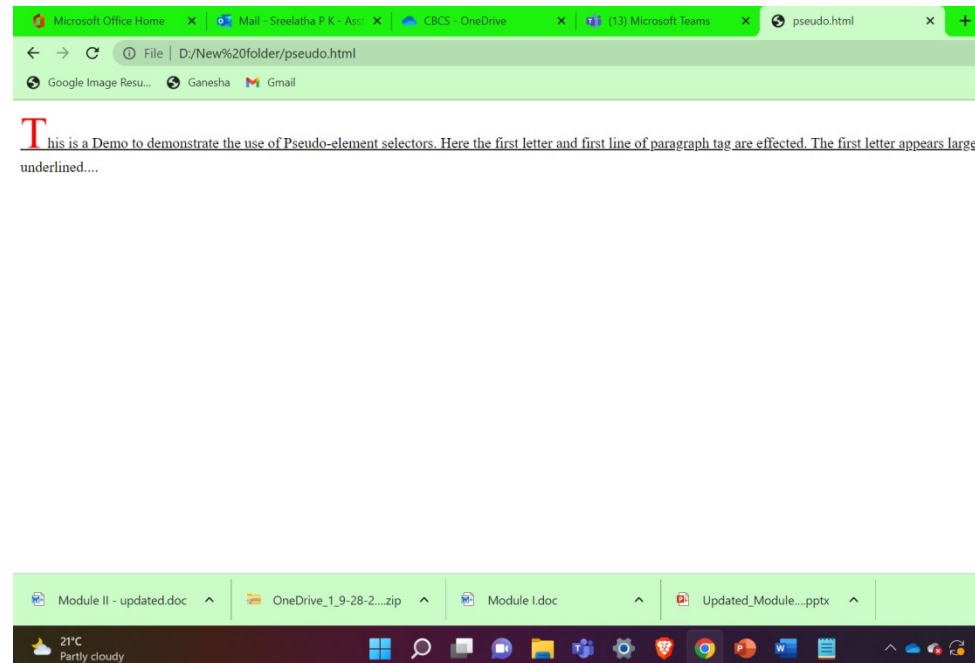 Microsoft Office Home
Mail - Sreelatha P K - Ass
CBCS - OneDrive
(13) Microsoft Teams
pseudo.html
File | D:/New%20folder/pseudo.html
Google Image Resu...
Ganesha
Gmail
This is a Demo to demonstrate the use of Pseudo-element selectors. Here the first letter and first line of paragraph tag are effected. The first letter appears large
underlined....
Module II - updated.doc
OneDrive_1_9-28-2....zip
Module I.doc
Updated_Module....pptx
21°C
Partly cloudy